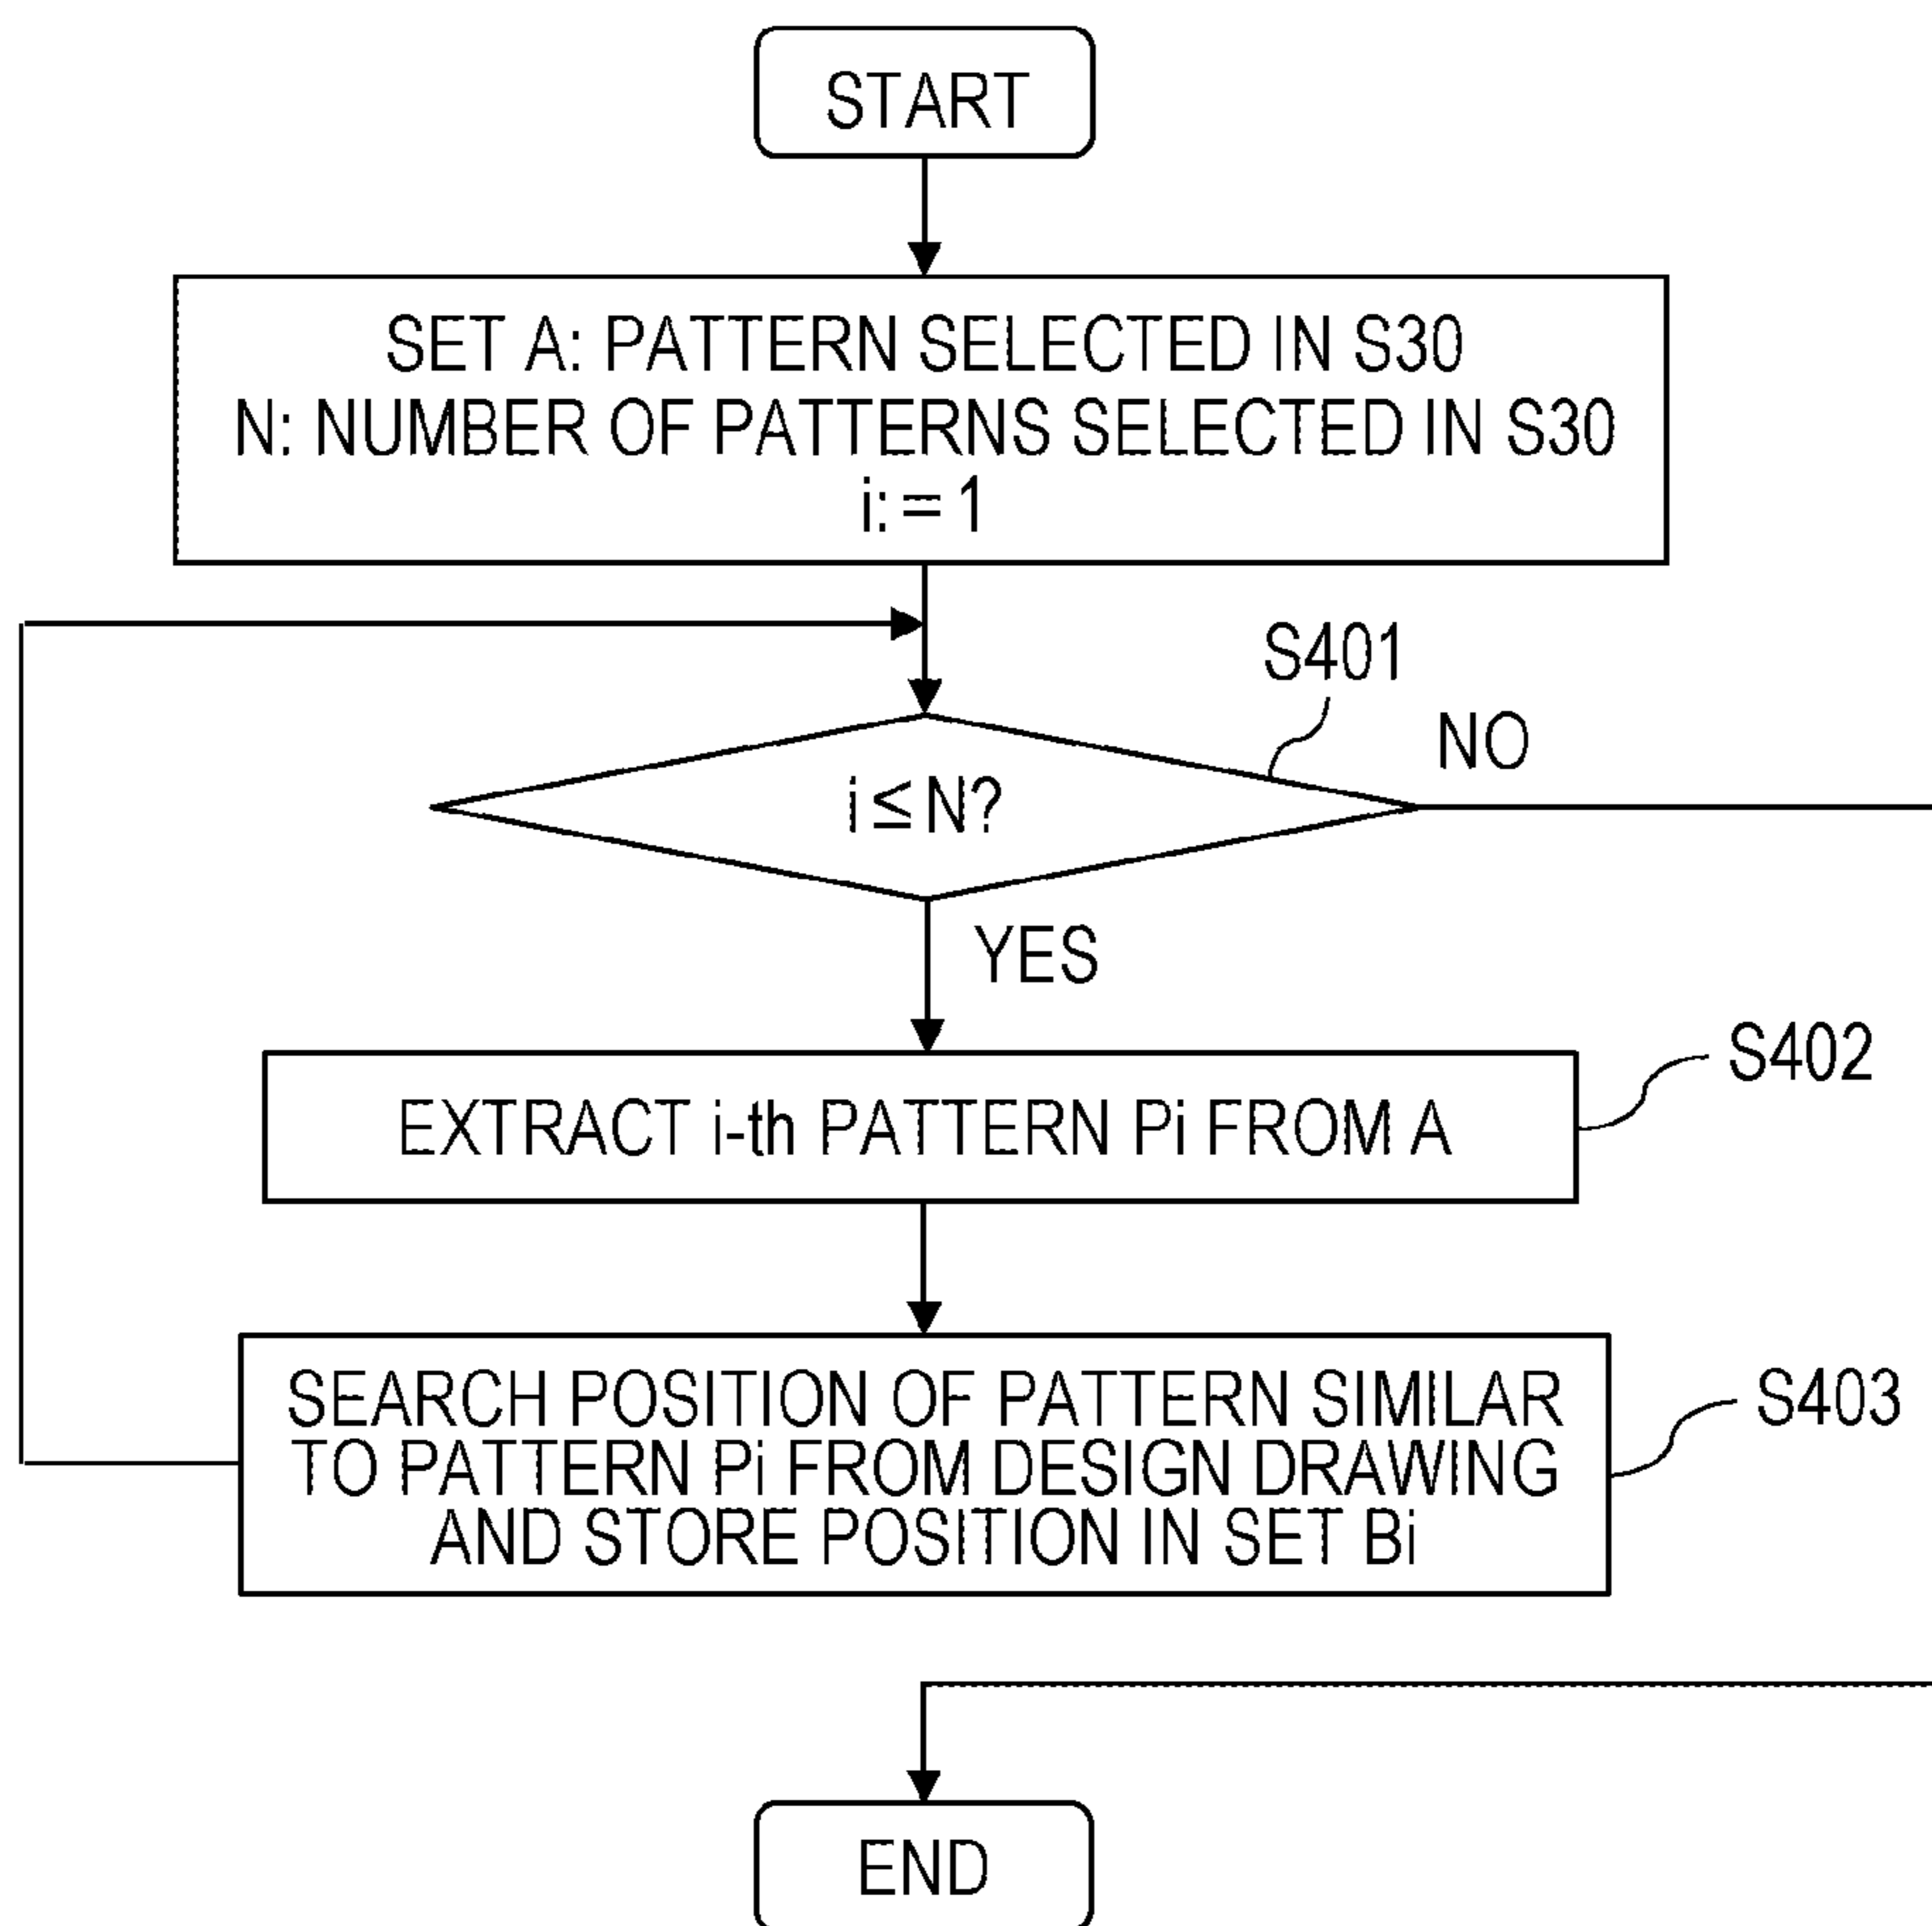 START
SET A: PATTERN SELECTED IN S30
N: NUMBER OF PATTERNS SELECTED IN S30
i: = 1
S401
NO
i ≤ N?
YES
S402
EXTRACT i-th PATTERN Pi FROM A
S403
SEARCH POSITION OF PATTERN SIMILAR
TO PATTERN Pi FROM DESIGN DRAWING
AND STORE POSITION IN SET Bi
END